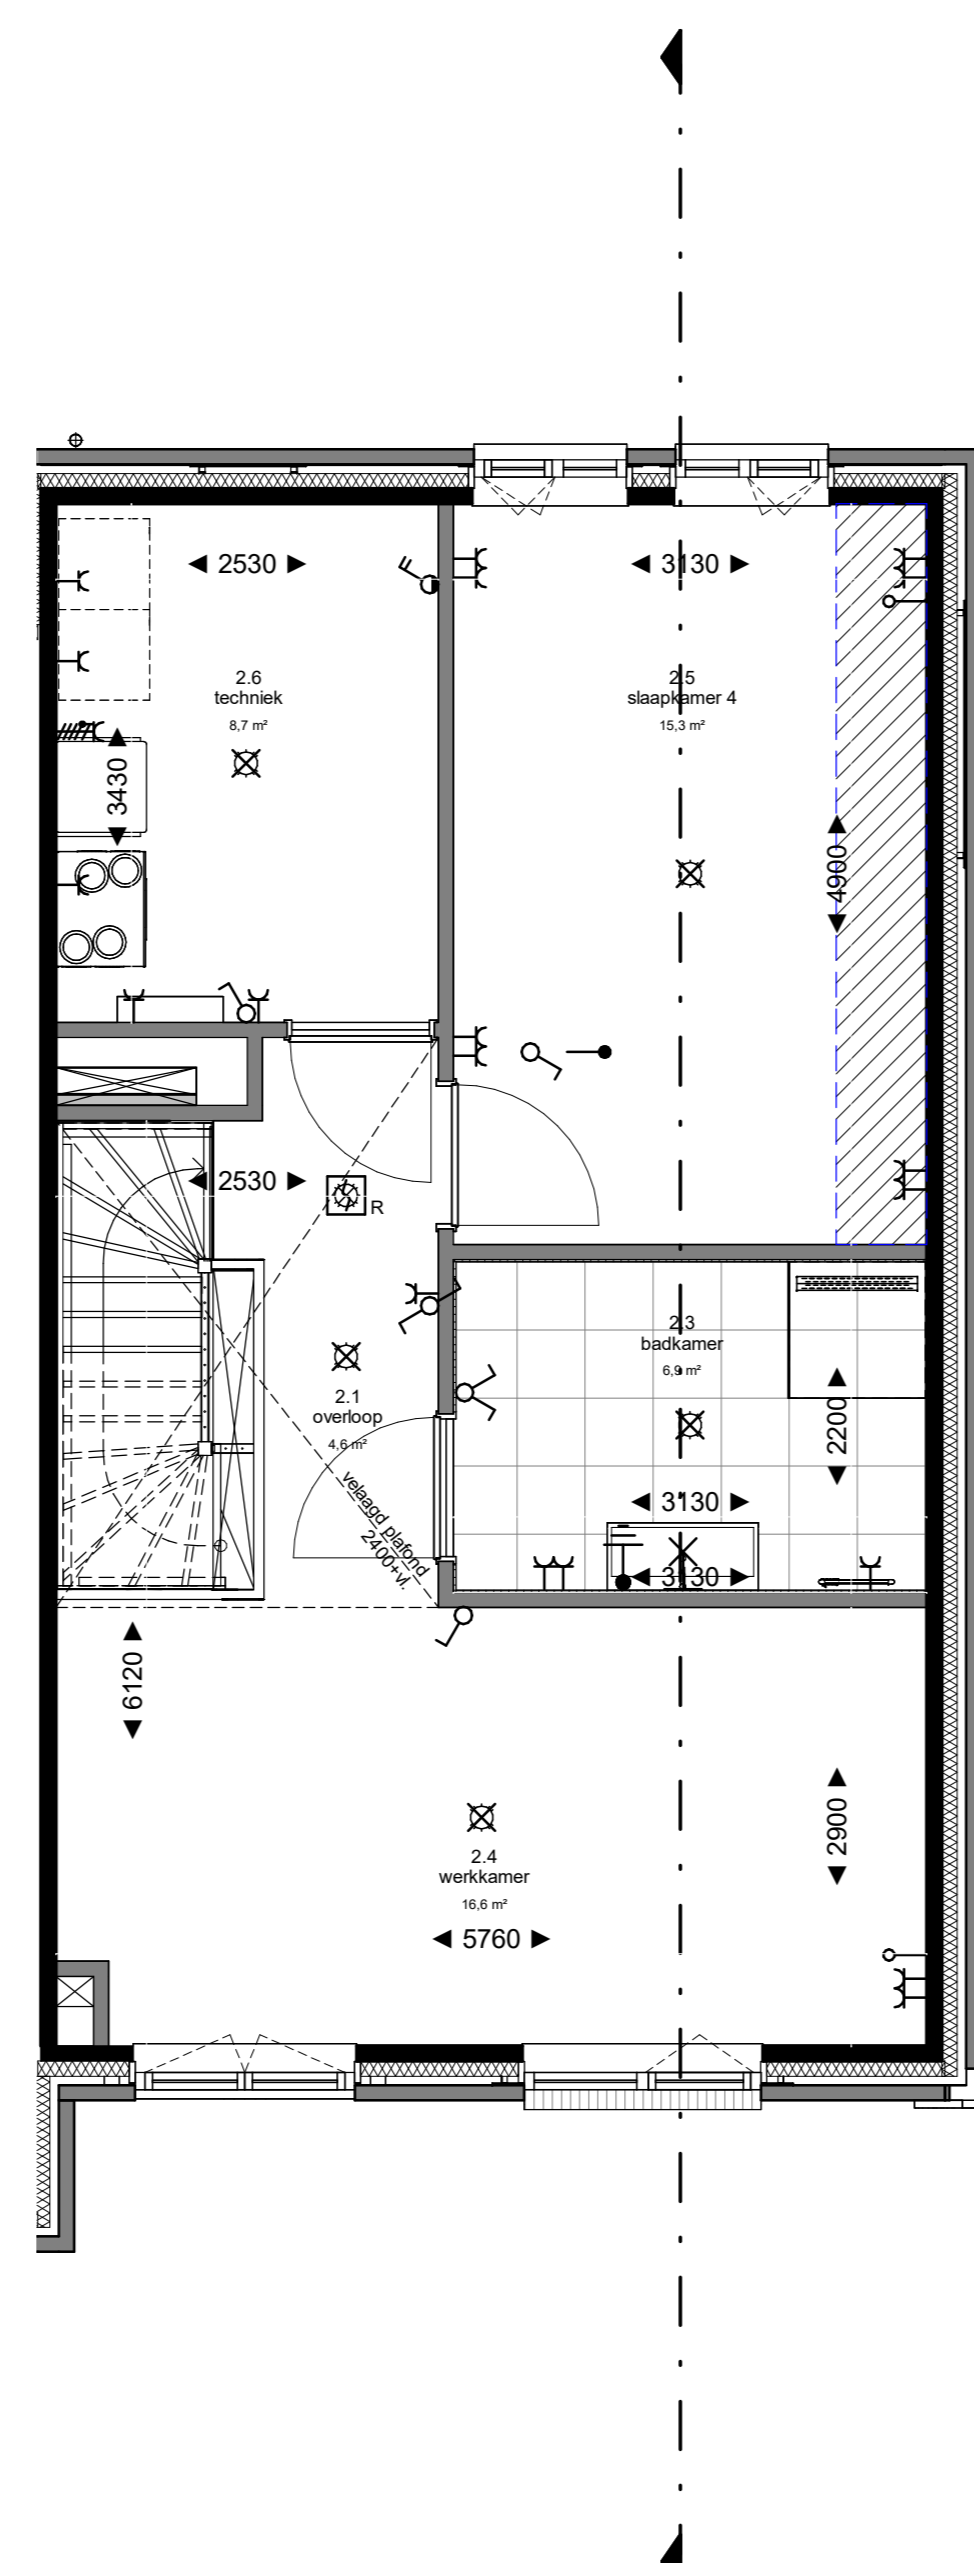 2530
3130
2.6
techniek
8,7 m²
2.5
slaapkamer 4
15,3 m²
3430
4900
2530
R
2.3
badkamer
6,9 m²
2.1
overloop
4,6 m²
2200
velaagd plafond
2400+vl.
3130
3130
6120
2.4
werkkamer
16,6 m²
2900
5760